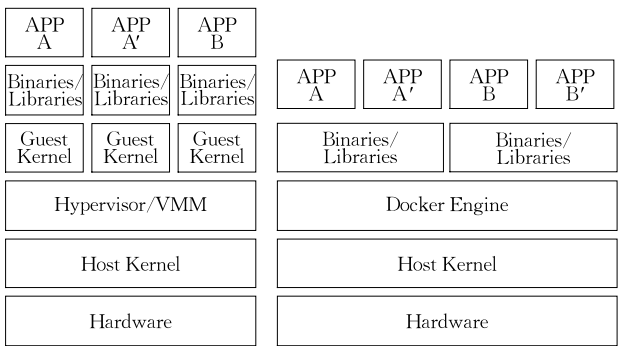 APP
A
APP
A′
APP
B
Binaries/
Libraries
Binaries/
Libraries
Binaries/
Libraries
Guest
Kernel
Guest
Kernel
Guest
Kernel
Hypervisor/VMM
Host Kernel
Hardware
APP
A
APP
A′
APP
B
APP
B′
Binaries/
Libraries
Binaries/
Libraries
Docker Engine
Host Kernel
Hardware